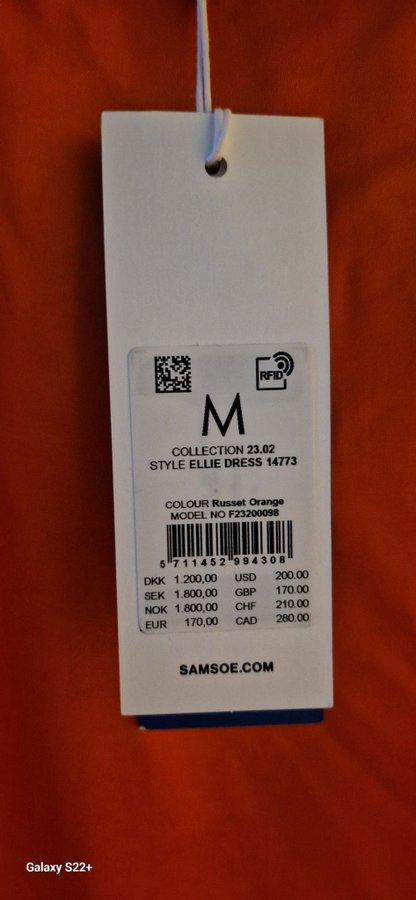 RFID
M
COLLECTION 23.02
STYLE ELLIE DRESS 14773
COLOUR Russet Orange
MODEL NO F23200098
5 711452 994308
DKK 1.200,00 USD 200.00
SEK 1.800,00 GBP 170.00
NOK 1.800,00 CHF 210.00
EUR 170,00 CAD 280.00
SAMSOE.COM
Galaxy S22+